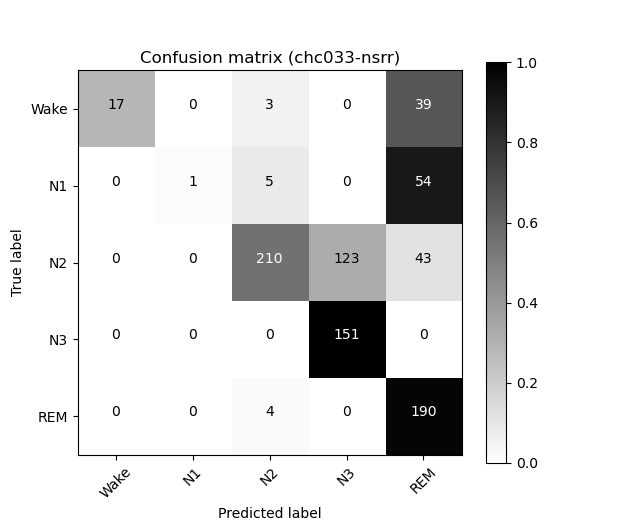 Confusion matrix (chc033-nsrr)
Wake 17 0 3 0 39
N1 0 1 5 0 54
N2 0 0 210 123 43
N3 0 0 0 151 0
REM 0 0 4 0 190
Wake N1 N2 N3 REM
Predicted label
True label
1.0
0.8
0.6
0.4
0.2
0.0